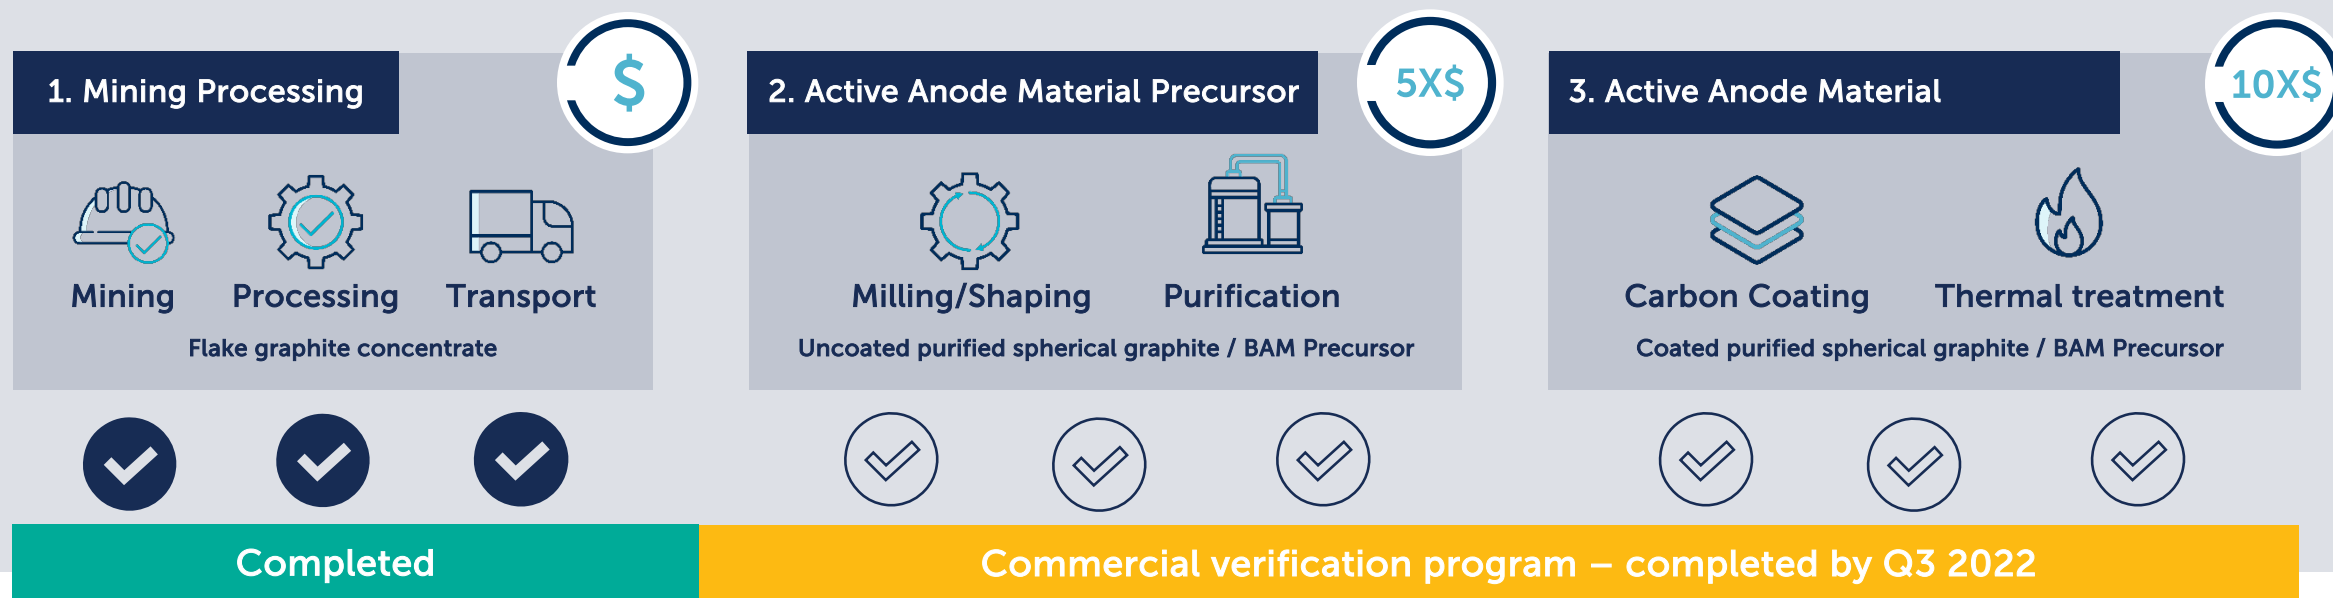 1. Mining Processing
$
Mining
Processing
Transport
Flake graphite concentrate
2. Active Anode Material Precursor
5X$
Milling/Shaping
Purification
Uncoated purified spherical graphite / BAM Precursor
3. Active Anode Material
10X$
Carbon Coating
Thermal treatment
Coated purified spherical graphite / BAM Precursor
Completed
Commercial verification program – completed by Q3 2022